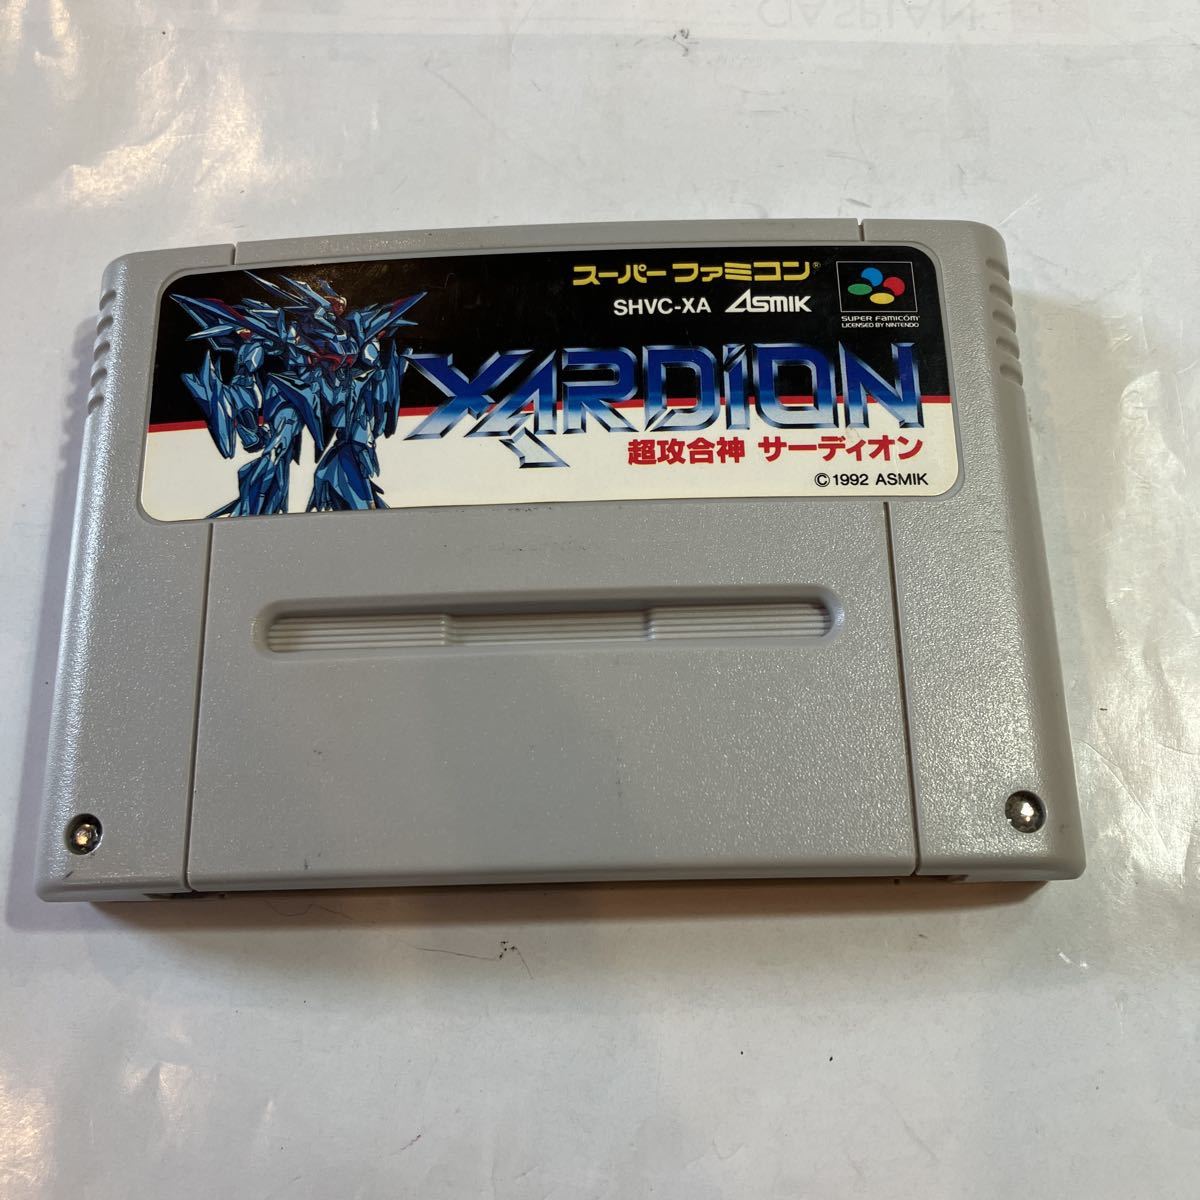 スーパーファミコン®
SHVC-XA ASMIK
SUPER FAMICOM
LICENSED BY NINTENDO
XARDION
超攻合神 サーディオン
©1992 ASMIK
CASPIAN